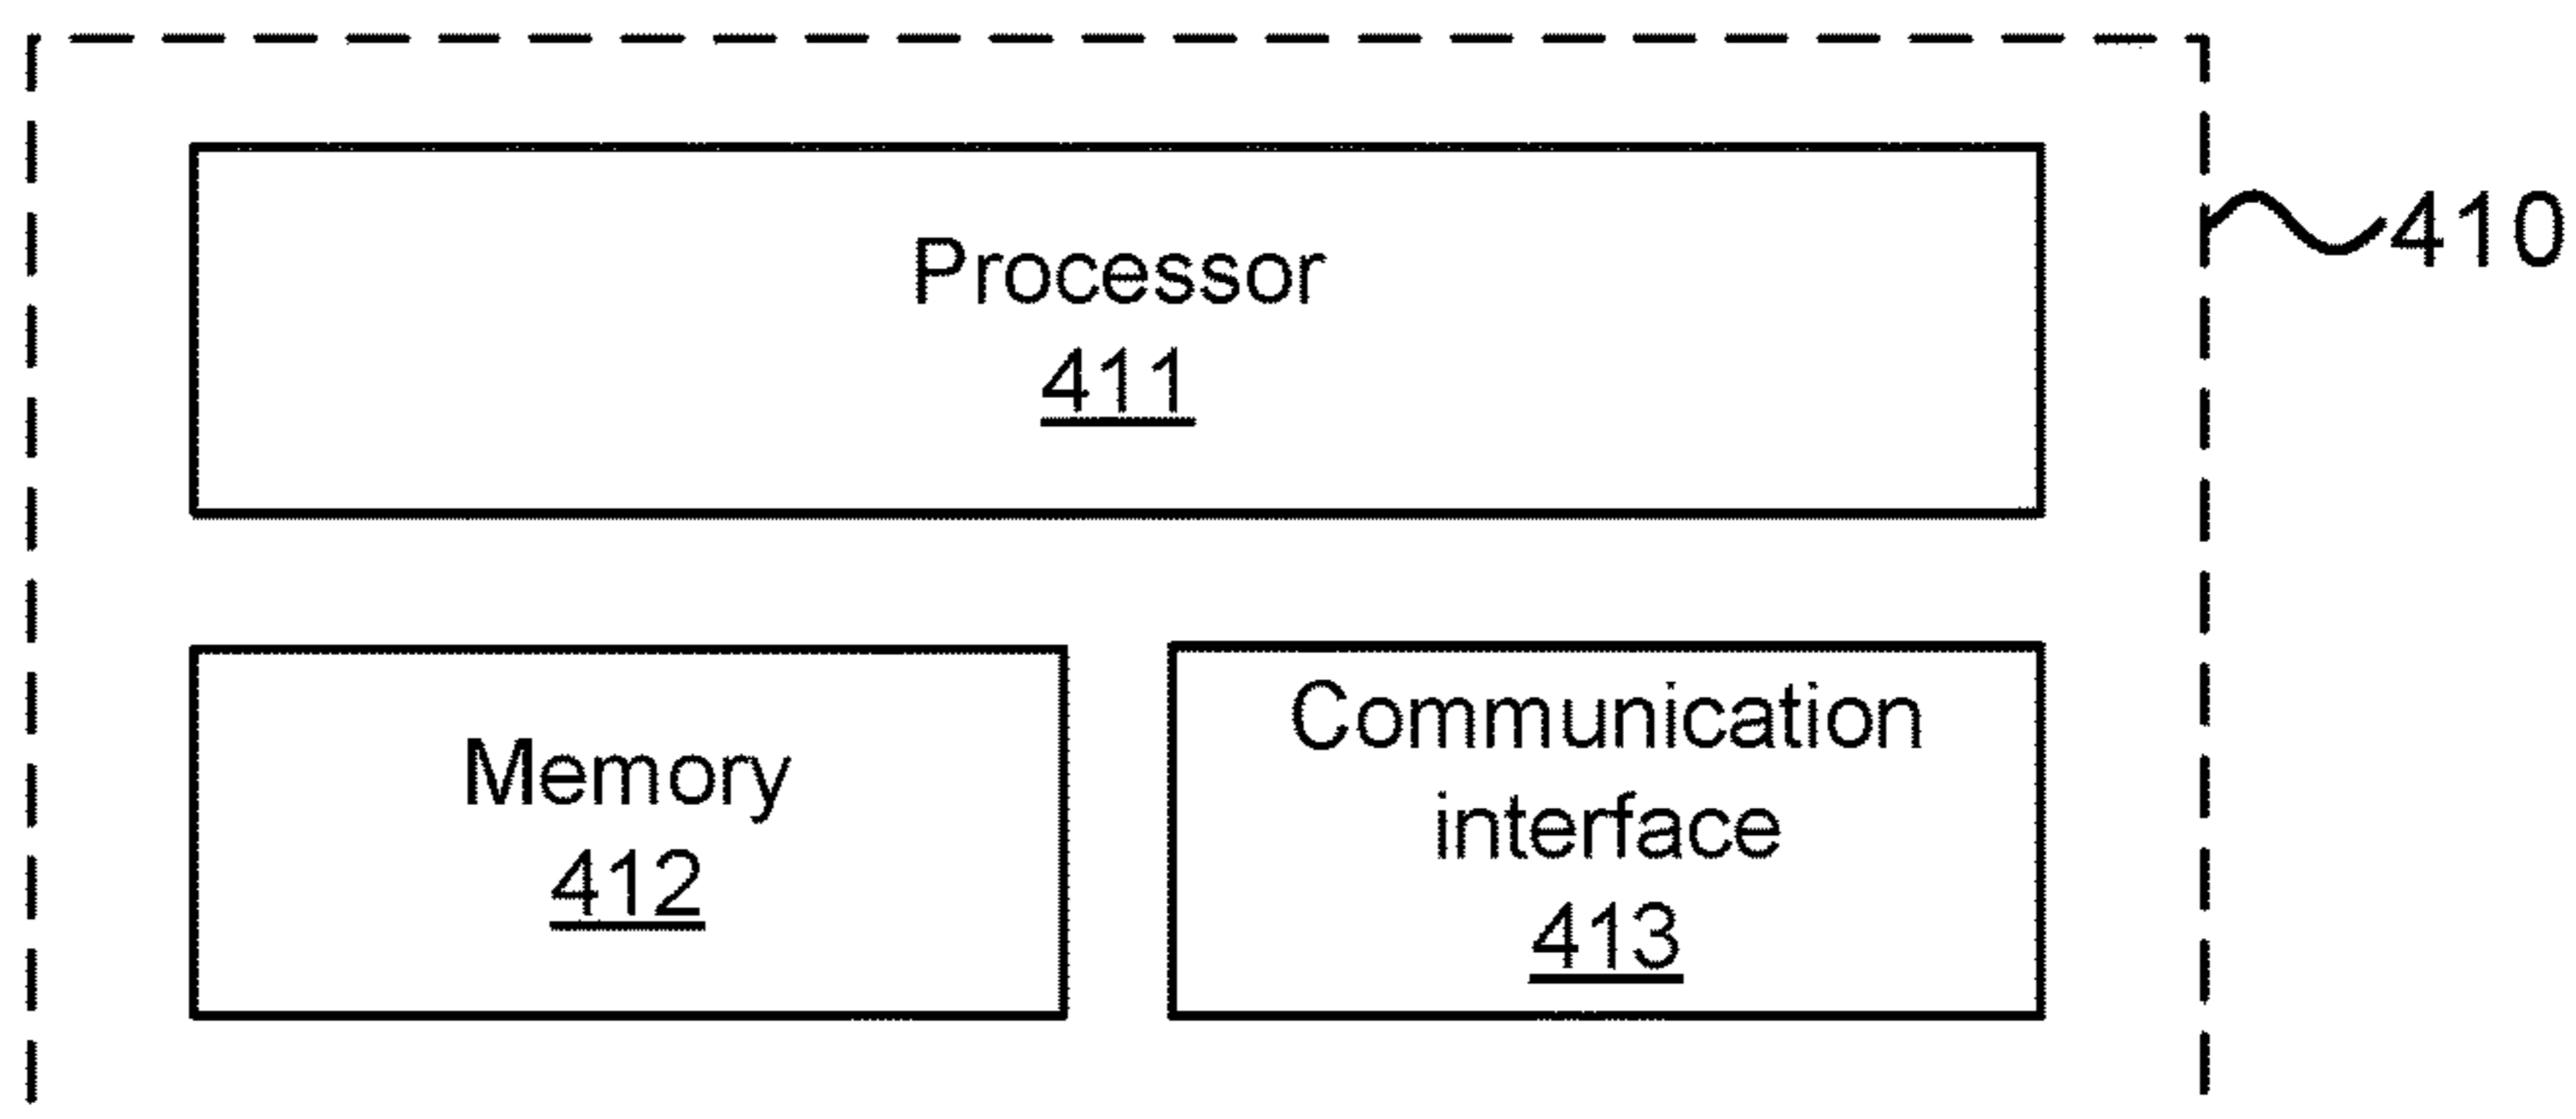 Processor
411
410
Memory
412
Communication
interface
413